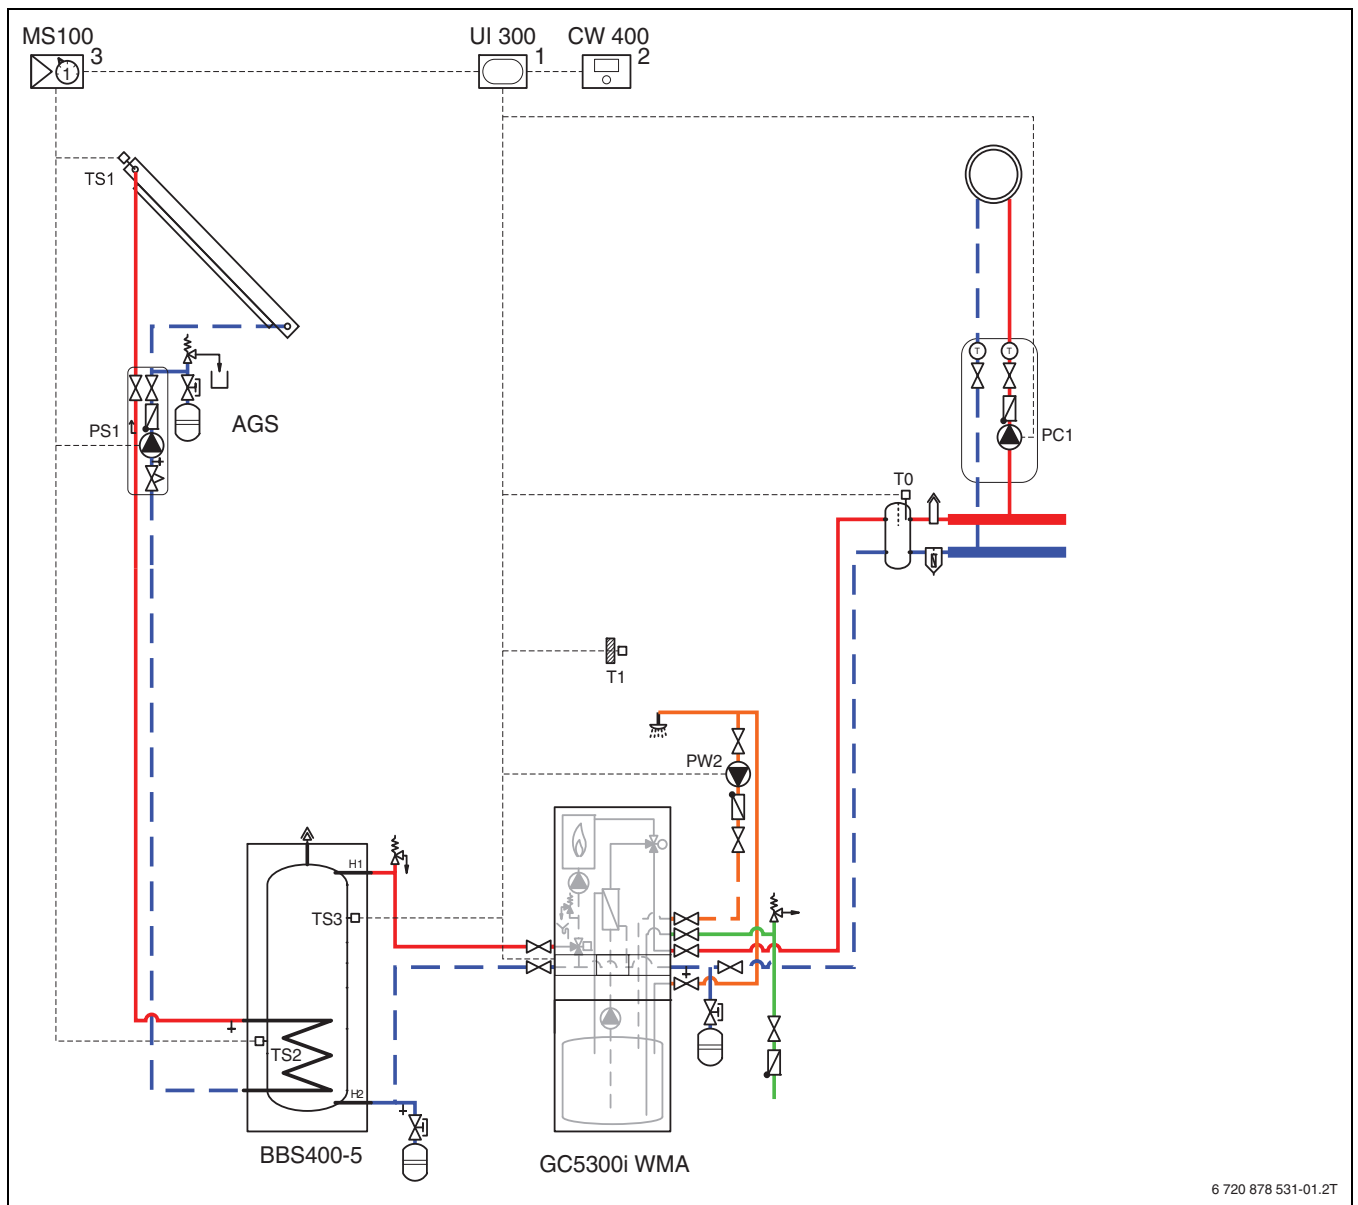 MS100
3
UI 300
1
CW 400
2
1
TS1
T
T
AGS
PS1
PC1
T0
T1
PW2
H1
TS3
TS2
H2
BBS400-5
GC5300i WMA
6 720 878 531-01.2T